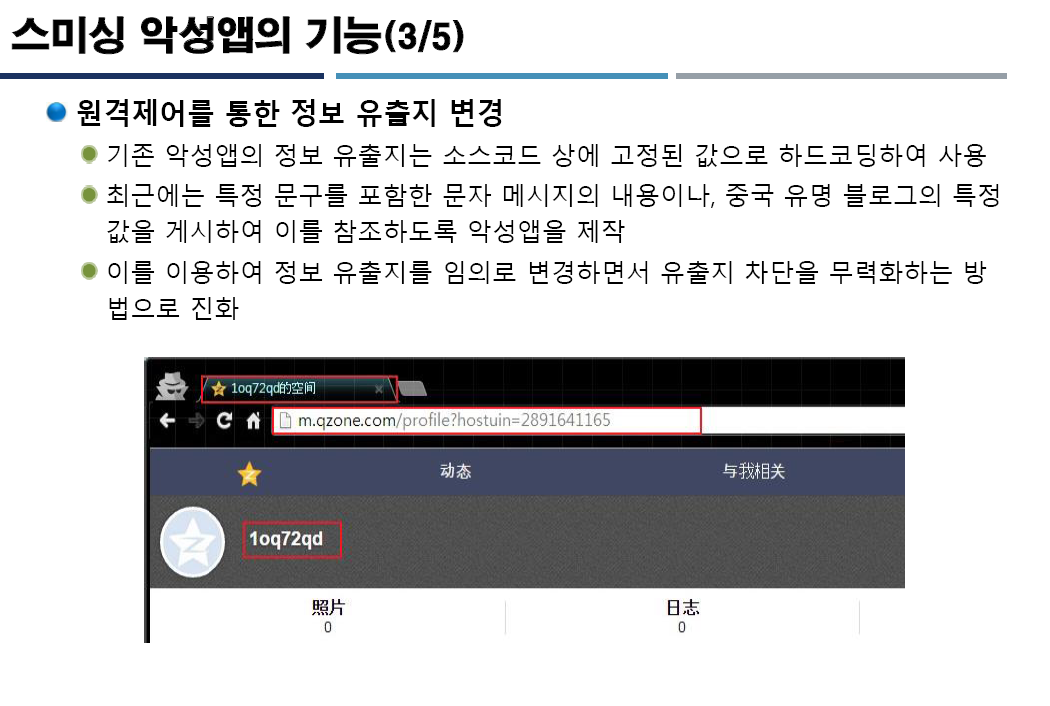 스미싱 악성앱의 기능(3/5)
원격제어를 통한 정보 유출지 변경
기존 악성앱의 정보 유출지는 소스코드 상에 고정된 값으로 하드코딩하여 사용
최근에는 특정 문구를 포함한 문자 메시지의 내용이나, 중국 유명 블로그의 특정
값을 게시하여 이를 참조하도록 악성앱을 제작
이를 이용하여 정보 유출지를 임의로 변경하면서 유출지 차단을 무력화하는 방
법으로 진화
1oq72qd的空间
m.qzone.com/profile?hostuin=2891641165
动态 与我相关
1oq72qd
照片 日志
0 0